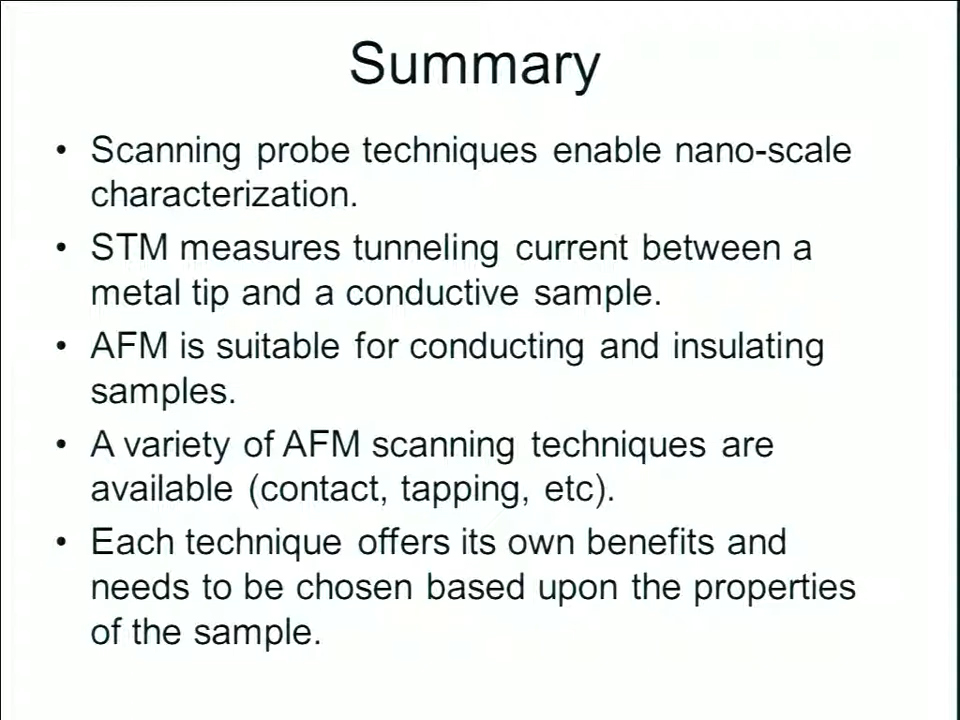 Summary
• Scanning probe techniques enable nano-scale
characterization.
• STM measures tunneling current between a
metal tip and a conductive sample.
• AFM is suitable for conducting and insulating
samples.
• A variety of AFM scanning techniques are
available (contact, tapping, etc).
• Each technique offers its own benefits and
needs to be chosen based upon the properties
of the sample.